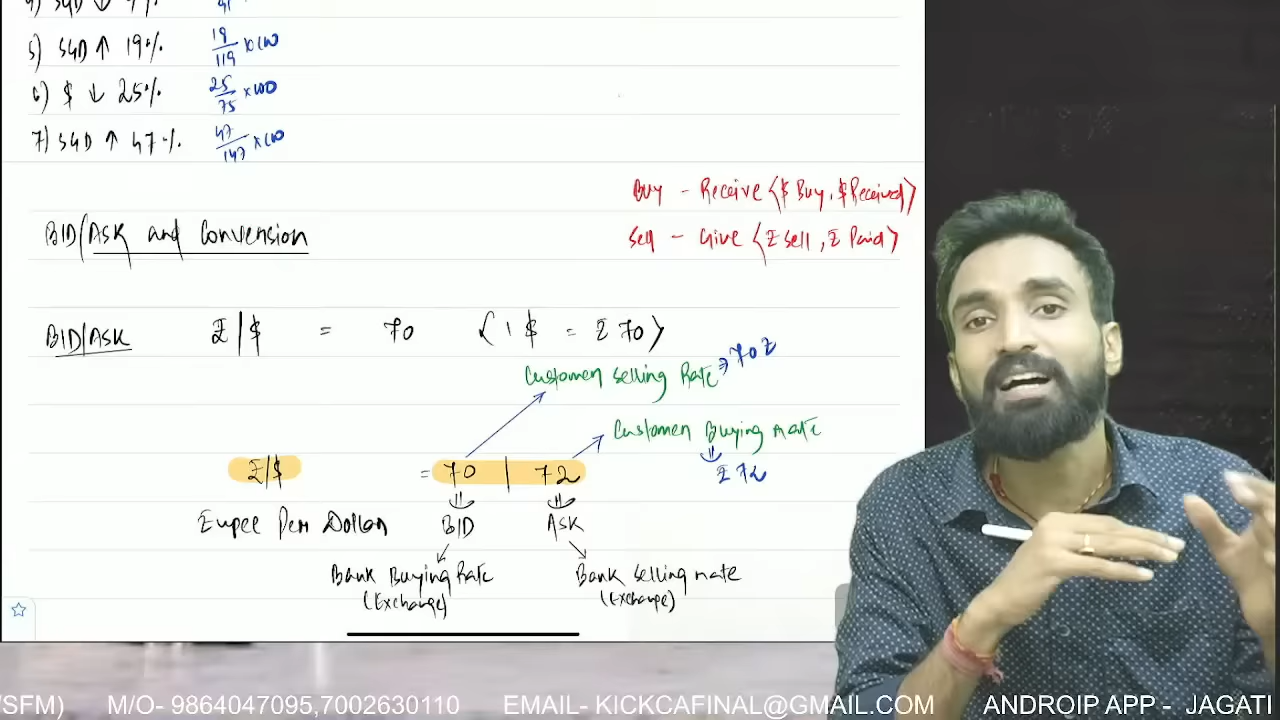 5) SGD ↑ 19% 19/119 x 100
6) $ ↓ 25% 25/75 x 100
7) SGD ↑ 47% 47/147 x 100
Buy - Receive <$ Buy, $ Received>
Sell - Give <₹ Sell, ₹ Paid>
BID/ASK and Conversion
BID/ASK ₹/$ = 70 <1 $ = ₹ 70>
Customer Selling Rate ⇒ 70 ₹
Customer Buying rate
⇓
₹ 72
₹/$ = 70 | 72
Rupee Per Dollar BID ASK
Bank Buying Rate Bank Selling rate
(Exchange) (Exchange)
/SFM) M/O- 9864047095,7002630110 EMAIL- KICKCAFINAL@GMAIL.COM ANDROIP APP - JAGATI